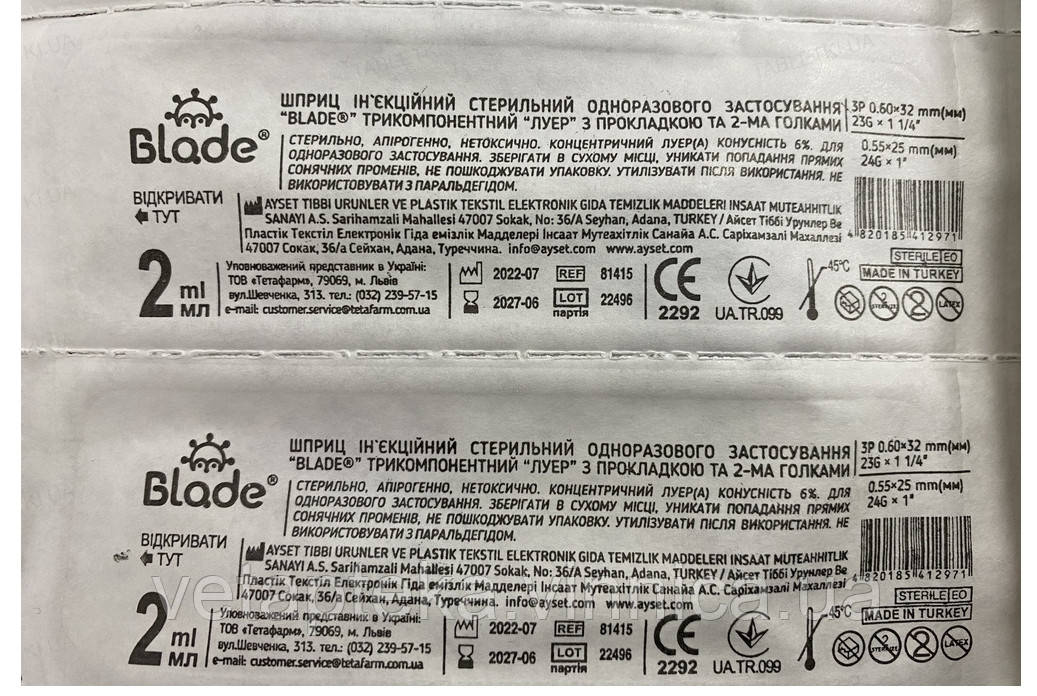 Blade®
ШПРИЦ ІН`ЄКЦІЙНИЙ СТЕРИЛЬНИЙ ОДНОРАЗОВОГО ЗАСТОСУВАННЯ
"BLADE®" ТРИКОМПОНЕНТНИЙ "ЛУЕР" З ПРОКЛАДКОЮ ТА 2-МА ГОЛКАМИ
3P 0.60×32 mm(мм)
23G × 1 1/4"
0.55×25 mm(мм)
24G × 1"
СТЕРИЛЬНО, АПІРОГЕННО, НЕТОКСИЧНО. КОНЦЕНТРИЧНИЙ ЛУЕР(А) КОНУСНІСТЬ 6%. ДЛЯ
ОДНОРАЗОВОГО ЗАСТОСУВАННЯ. ЗБЕРІГАТИ В СУХОМУ МІСЦІ, УНИКАТИ ПОПАДАННЯ ПРЯМИХ
СОНЯЧНИХ ПРОМЕНІВ, НЕ ПОШКОДЖУВАТИ УПАКОВКУ. УТИЛІЗУВАТИ ПІСЛЯ ВИКОРИСТАННЯ. НЕ
ВИКОРИСТОВУВАТИ З ПАРАЛЬДЕГІДОМ.
ВІДКРИВАТИ
ТУТ
AYSET TIBBI URUNLER VE PLASTIK TEKSTIL ELEKTRONIK GIDA TEMIZLIK MADDELERI INSAAT MUTEAHHITLIK
SANAYI A.S. Sarihamzali Mahallesi 47007 Sokak, No: 36/A Seyhan, Adana, TURKEY / Айсет Тіббі Урунлер Ве
Пластік Текстіл Електронік Гіда емізлік Мадделері Інсаат Мутеахітлік Санайа А.С. Саріхамзалі Махаллезі
47007 Сокак, 36/а Сейхан, Адана, Туреччина. info@ayset.com www.ayset.com
4 820185 412971
2 ml
МЛ
Уповноважений представник в Україні:
ТОВ «Тетафарм», 79069, м. Львів
вул.Шевченка, 313. тел.: (032) 239-57-15
e-mail: customer.service@tetafarm.com.ua
2022-07
2027-06
REF 81415
LOT 22496
партія
CE
2292
UA.TR.099
45°C
STERILE EO
MADE IN TURKEY
2
STERILIZE
2
LATEX
Blade®
ШПРИЦ ІН`ЄКЦІЙНИЙ СТЕРИЛЬНИЙ ОДНОРАЗОВОГО ЗАСТОСУВАННЯ
"BLADE®" ТРИКОМПОНЕНТНИЙ "ЛУЕР" З ПРОКЛАДКОЮ ТА 2-МА ГОЛКАМИ
3P 0.60×32 mm(мм)
23G × 1 1/4"
0.55×25 mm(мм)
24G × 1"
СТЕРИЛЬНО, АПІРОГЕННО, НЕТОКСИЧНО. КОНЦЕНТРИЧНИЙ ЛУЕР(А) КОНУСНІСТЬ 6%. ДЛЯ
ОДНОРАЗОВОГО ЗАСТОСУВАННЯ. ЗБЕРІГАТИ В СУХОМУ МІСЦІ, УНИКАТИ ПОПАДАННЯ ПРЯМИХ
СОНЯЧНИХ ПРОМЕНІВ, НЕ ПОШКОДЖУВАТИ УПАКОВКУ. УТИЛІЗУВАТИ ПІСЛЯ ВИКОРИСТАННЯ. НЕ
ВИКОРИСТОВУВАТИ З ПАРАЛЬДЕГІДОМ.
ВІДКРИВАТИ
ТУТ
AYSET TIBBI URUNLER VE PLASTIK TEKSTIL ELEKTRONIK GIDA TEMIZLIK MADDELERI INSAAT MUTEAHHITLIK
SANAYI A.S. Sarihamzali Mahallesi 47007 Sokak, No: 36/A Seyhan, Adana, TURKEY / Айсет Тіббі Урунлер Ве
Пластік Текстіл Електронік Гіда емізлік Мадделері Інсаат Мутеахітлік Санайа А.С. Саріхамзалі Махаллезі
47007 Сокак, 36/а Сейхан, Адана, Туреччина. info@ayset.com www.ayset.com
4 820185 412971
2 ml
МЛ
Уповноважений представник в Україні:
ТОВ «Тетафарм», 79069, м. Львів
вул.Шевченка, 313. тел.: (032) 239-57-15
e-mail: customer.service@tetafarm.com.ua
2022-07
2027-06
REF 81415
LOT 22496
партія
CE
2292
UA.TR.099
45°C
STERILE EO
MADE IN TURKEY
2
STERILIZE
2
LATEX